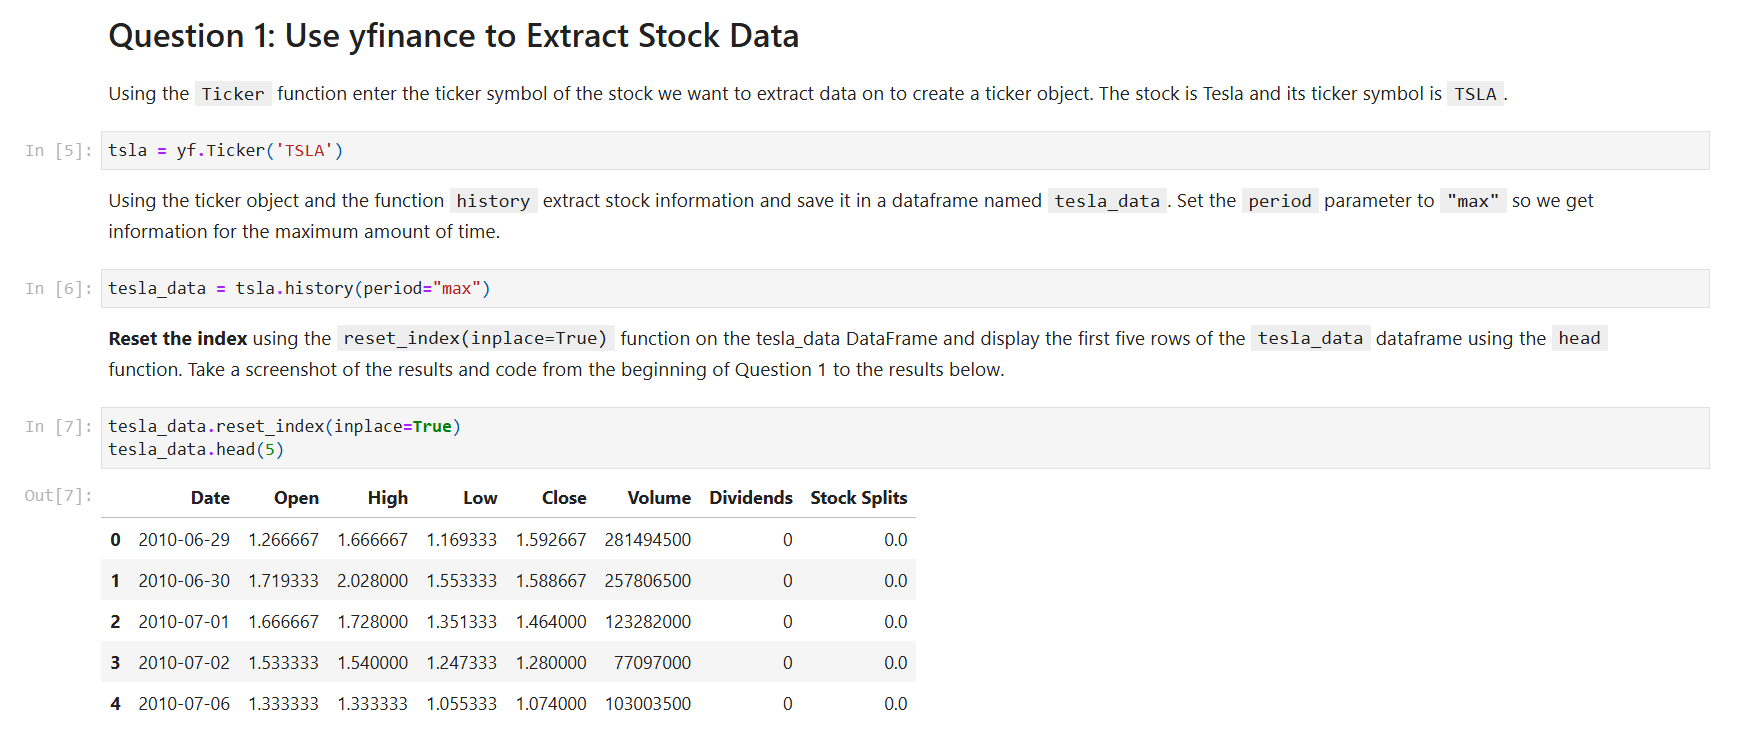 Question 1: Use yfinance to Extract Stock Data
Using the Ticker function enter the ticker symbol of the stock we want to extract data on to create a ticker object. The stock is Tesla and its ticker symbol is TSLA .
In [5]: tsla = yf.Ticker('TSLA')
Using the ticker object and the function history extract stock information and save it in a dataframe named tesla_data . Set the period parameter to "max" so we get
information for the maximum amount of time.
In [6]: tesla_data = tsla.history(period="max")
Reset the index using the reset_index(inplace=True) function on the tesla_data DataFrame and display the first five rows of the tesla_data dataframe using the head
function. Take a screenshot of the results and code from the beginning of Question 1 to the results below.
In [7]: tesla_data.reset_index(inplace=True)
tesla_data.head(5)
Out[7]: Date Open High Low Close Volume Dividends Stock Splits
0 2010-06-29 1.266667 1.666667 1.169333 1.592667 281494500 0 0.0
1 2010-06-30 1.719333 2.028000 1.553333 1.588667 257806500 0 0.0
2 2010-07-01 1.666667 1.728000 1.351333 1.464000 123282000 0 0.0
3 2010-07-02 1.533333 1.540000 1.247333 1.280000 77097000 0 0.0
4 2010-07-06 1.333333 1.333333 1.055333 1.074000 103003500 0 0.0